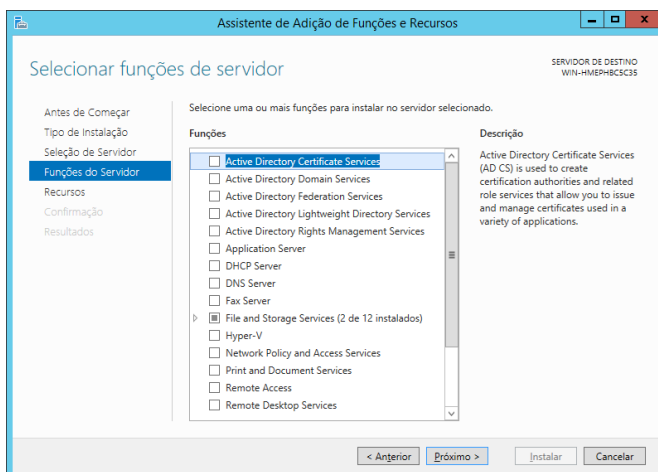 Assistente de Adição de Funções e Recursos
Selecionar funções de servidor
SERVIDOR DE DESTINO
WIN-HMEPHBC5C35
Antes de Começar
Tipo de Instalação
Seleção de Servidor
Funções do Servidor
Recursos
Confirmação
Resultados
Selecione uma ou mais funções para instalar no servidor selecionado.
Funções
Active Directory Certificate Services
Active Directory Domain Services
Active Directory Federation Services
Active Directory Lightweight Directory Services
Active Directory Rights Management Services
Application Server
DHCP Server
DNS Server
Fax Server
File and Storage Services (2 de 12 instalados)
Hyper-V
Network Policy and Access Services
Print and Document Services
Remote Access
Remote Desktop Services
Descrição
Active Directory Certificate Services
(AD CS) is used to create
certification authorities and related
role services that allow you to issue
and manage certificates used in a
variety of applications.
< Anterior
Próximo >
Instalar
Cancelar